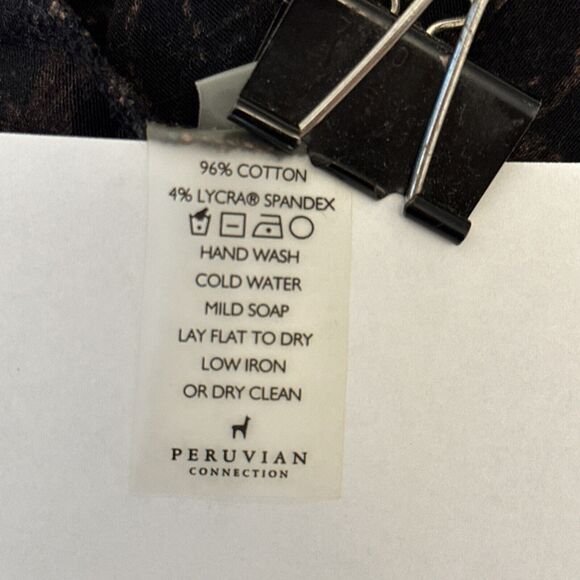 96% COTTON
4% LYCRA® SPANDEX
HAND WASH
COLD WATER
MILD SOAP
LAY FLAT TO DRY
LOW IRON
OR DRY CLEAN
PERUVIAN
CONNECTION